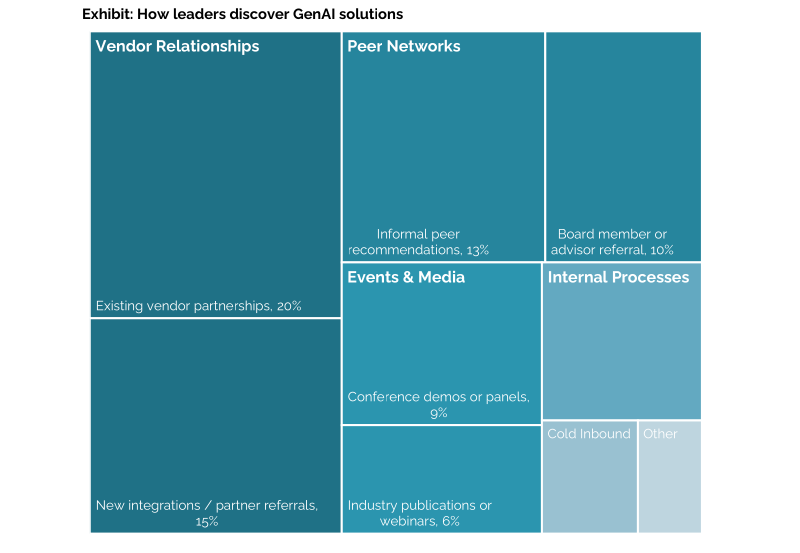 Exhibit: How leaders discover GenAI solutions
Vendor Relationships
Existing vendor partnerships, 20%
New integrations / partner referrals,
15%
Peer Networks
Informal peer
recommendations, 13%
Board member or
advisor referral, 10%
Events & Media
Conference demos or panels,
9%
Industry publications or
webinars, 6%
Internal Processes
Cold Inbound
Other